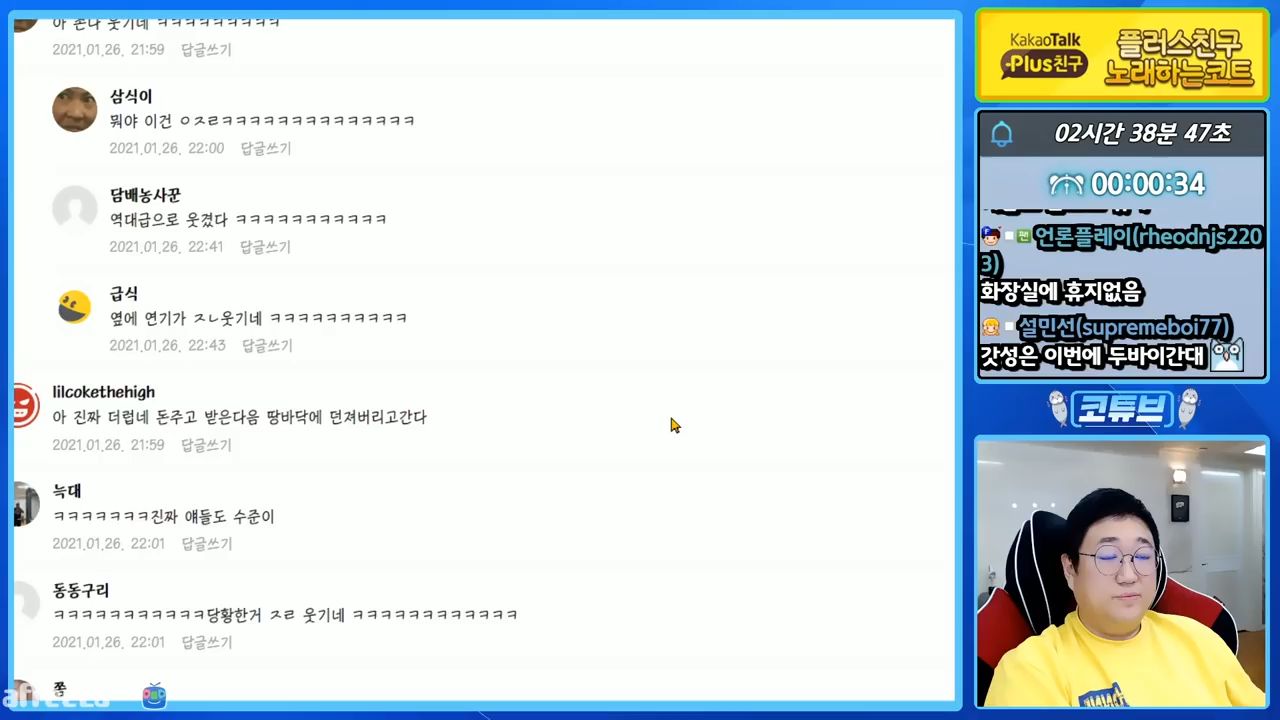 아 존나 웃기네 ㅋㅋㅋㅋㅋㅋㅋㅋㅋㅋㅋ
2021.01.26. 21:59 답글쓰기
삼식이
뭐야 이건 ㅇㅈㄹㅋㅋㅋㅋㅋㅋㅋㅋㅋㅋㅋㅋㅋㅋ
2021.01.26. 22:00 답글쓰기
담배농사꾼
역대급으로 웃겼다 ㅋㅋㅋㅋㅋㅋㅋㅋㅋㅋㅋ
2021.01.26. 22:41 답글쓰기
급식
옆에 연기가 ㅈㄴ웃기네 ㅋㅋㅋㅋㅋㅋㅋㅋㅋㅋ
2021.01.26. 22:43 답글쓰기
lilcokethehigh
아 진짜 더럽네 돈주고 받은다음 땅바닥에 던져버리고간다
2021.01.26. 21:59 답글쓰기
늑대
ㅋㅋㅋㅋㅋㅋㅋ진짜 얘들도 수준이
2021.01.26. 22:01 답글쓰기
동동구리
ㅋㅋㅋㅋㅋㅋㅋㅋㅋㅋㅋ당황한거 ㅈㄹ 웃기네 ㅋㅋㅋㅋㅋㅋㅋㅋㅋㅋㅋㅋ
2021.01.26. 22:01 답글쓰기
쫑
KakaoTalk
Plus친구
플러스친구
노래하는코트
02시간 38분 47초
00:00:34
팬 언론플레이(rheodnjs220
3)
화장실에 휴지없음
설민선(supremeboi77)
갓성은 이번에 두바이간대
코튜브